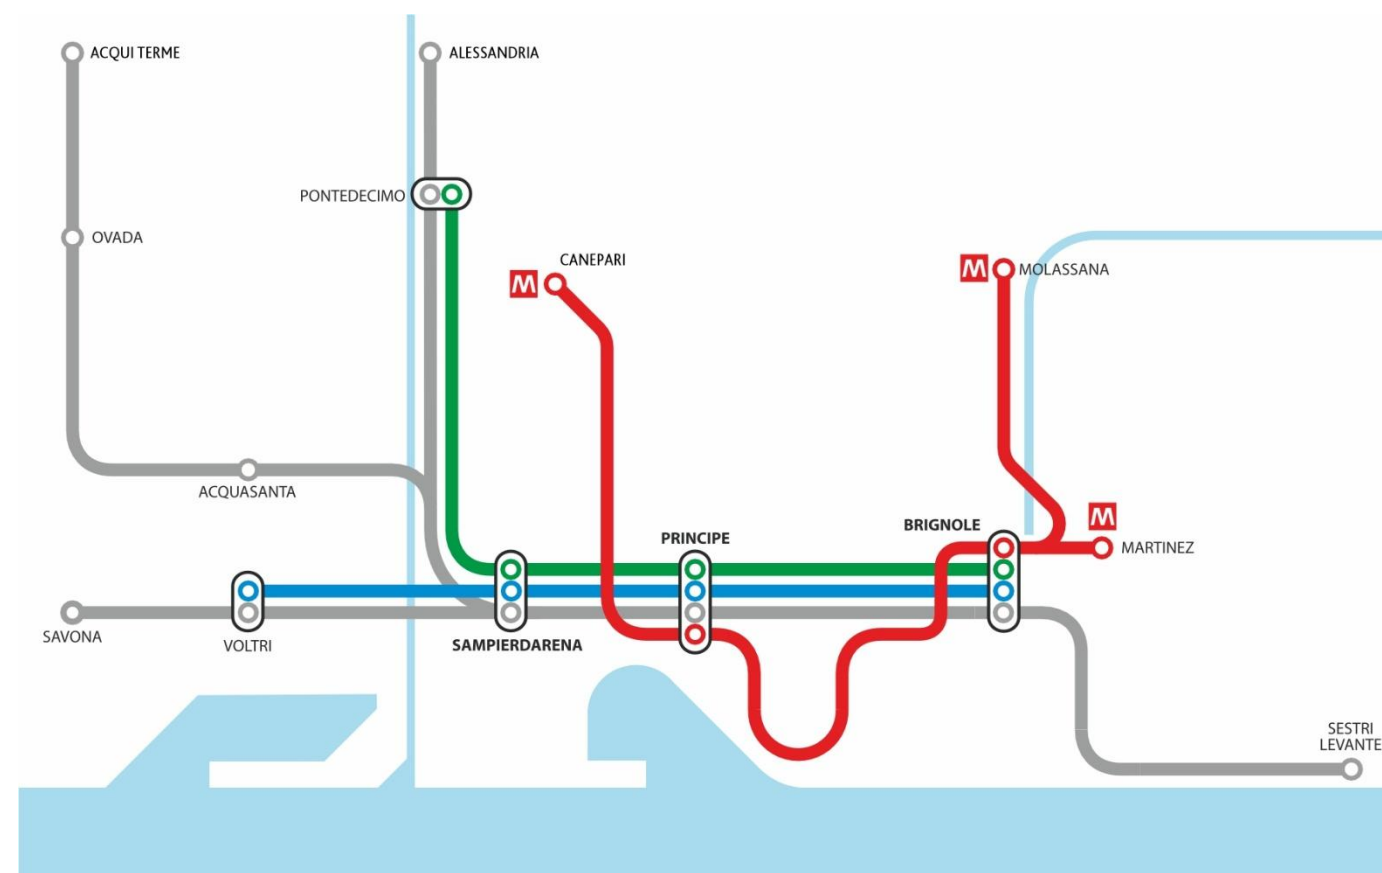 ACQUI TERME
ALESSANDRIA
PONTEDECIMO
OVADA
CANEPARI
M
M
MOLASSANA
ACQUASANTA
M
BRIGNOLE
PRINCIPE
MARTINEZ
SAVONA
VOLTRI
SAMPIERDARENA
SESTRI
LEVANTE